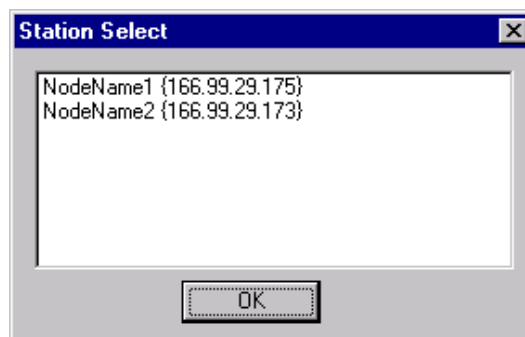 Station Select
NodeName1 {166.99.29.175}
NodeName2 {166.99.29.173}
OK